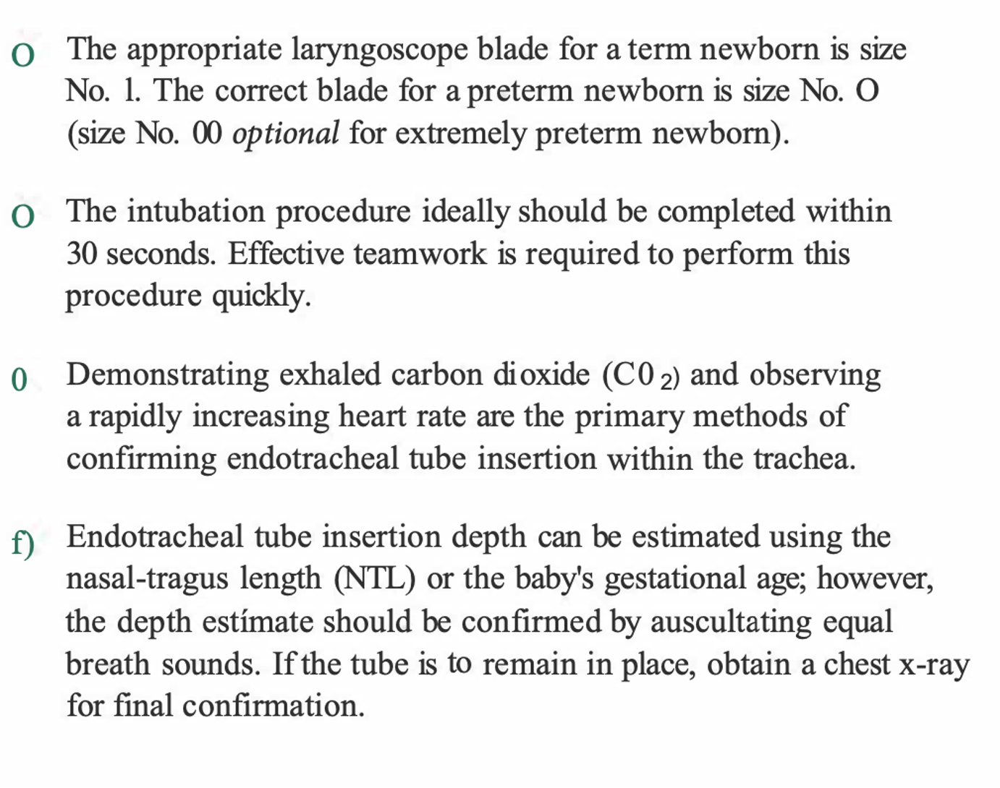 O The appropriate laryngoscope blade for a term newborn is size
No. l. The correct blade for a preterm newborn is size No. O
(size No. 00 optional for extremely preterm newborn).
O The intubation procedure ideally should be completed within
30 seconds. Effective teamwork is required to perform this
procedure quickly.
0 Demonstrating exhaled carbon dioxide (C0 2) and observing
a rapidly increasing heart rate are the primary methods of
confirming endotracheal tube insertion within the trachea.
f) Endotracheal tube insertion depth can be estimated using the
nasal-tragus length (NTL) or the baby's gestational age; however,
the depth estímate should be confirmed by auscultating equal
breath sounds. If the tube is to remain in place, obtain a chest x-ray
for final confirmation.